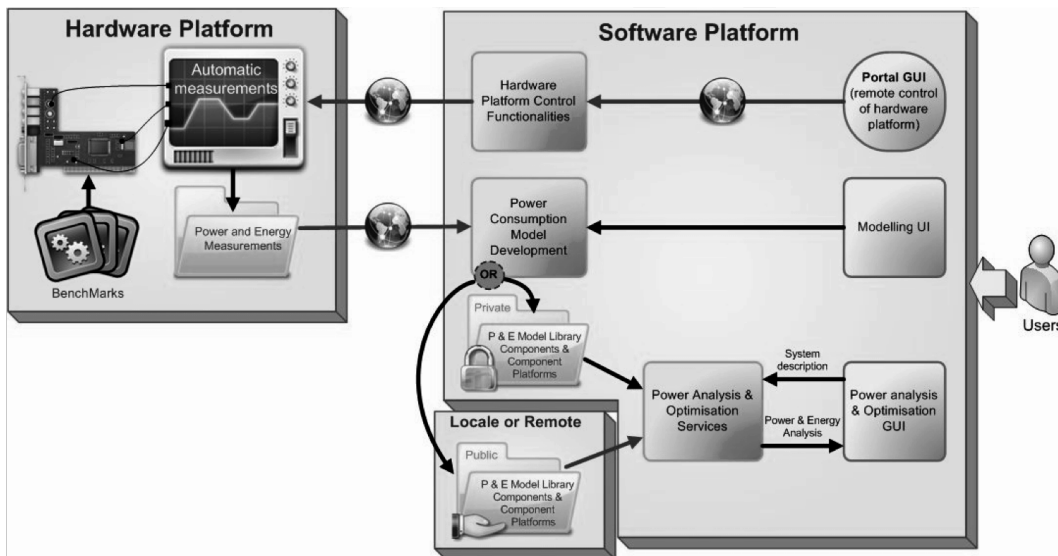 Hardware Platform
Automatic
measurements
Power and Energy
Measurements
BenchMarks
Software Platform
Hardware
Platform Control
Functionalities
Portal GUI
(remote control
of hardware
platform)
Power
Consumption
Model
Development
Modelling UI
OR
Private
P & E Model Library
Components &
Component
Platforms
Users
System
description
Power Analysis &
Optimisation
Services
Power & Energy
Analysis
Power analysis
& Optimisation
GUI
Locale or Remote
Public
P & E Model Library
Components &
Component
Platforms